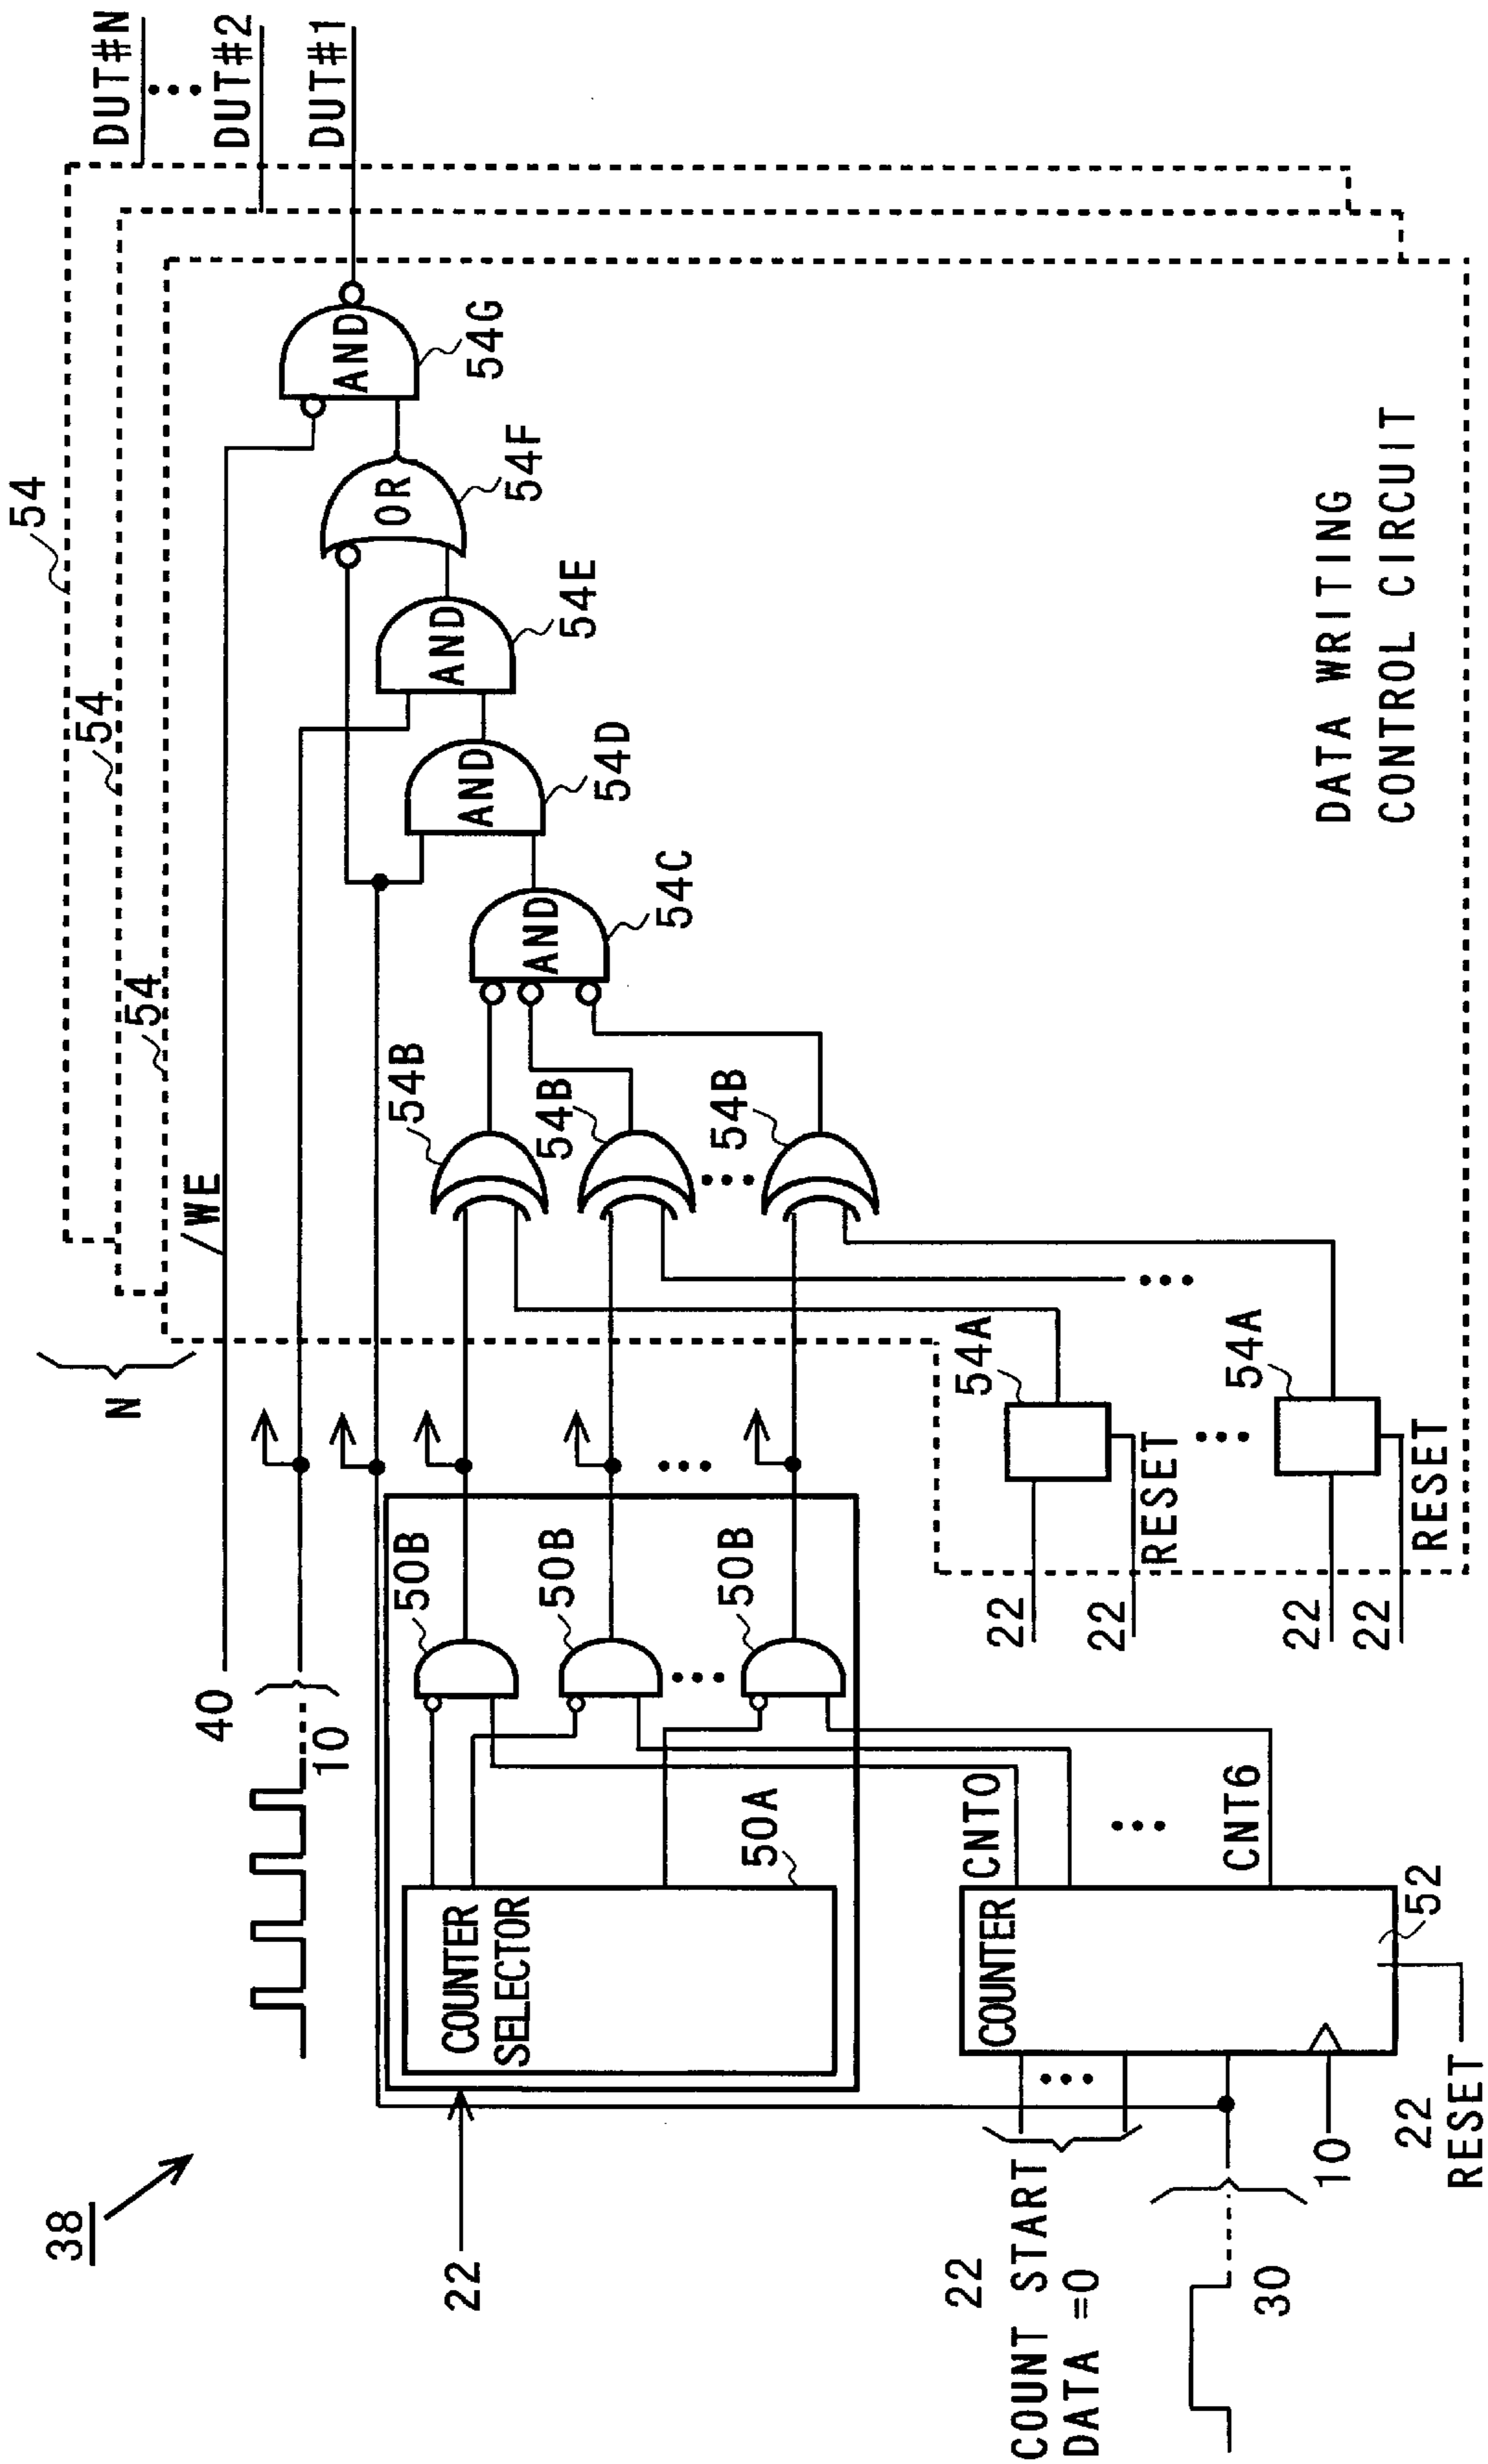 38
DUT#N
DUT#2
DUT#1
54
54
54
N
/WE
40
10
22
COUNTER
SELECTOR
50A
50B
50B
50B
54B
54B
54B
54C
AND
54D
AND
54E
AND
54F
OR
54G
AND
COUNTER
CNT0
CNT6
52
22
COUNT START
DATA =0
30
10
22
RESET
22
22
RESET
54A
22
22
RESET
54A
DATA WRITING
CONTROL CIRCUIT